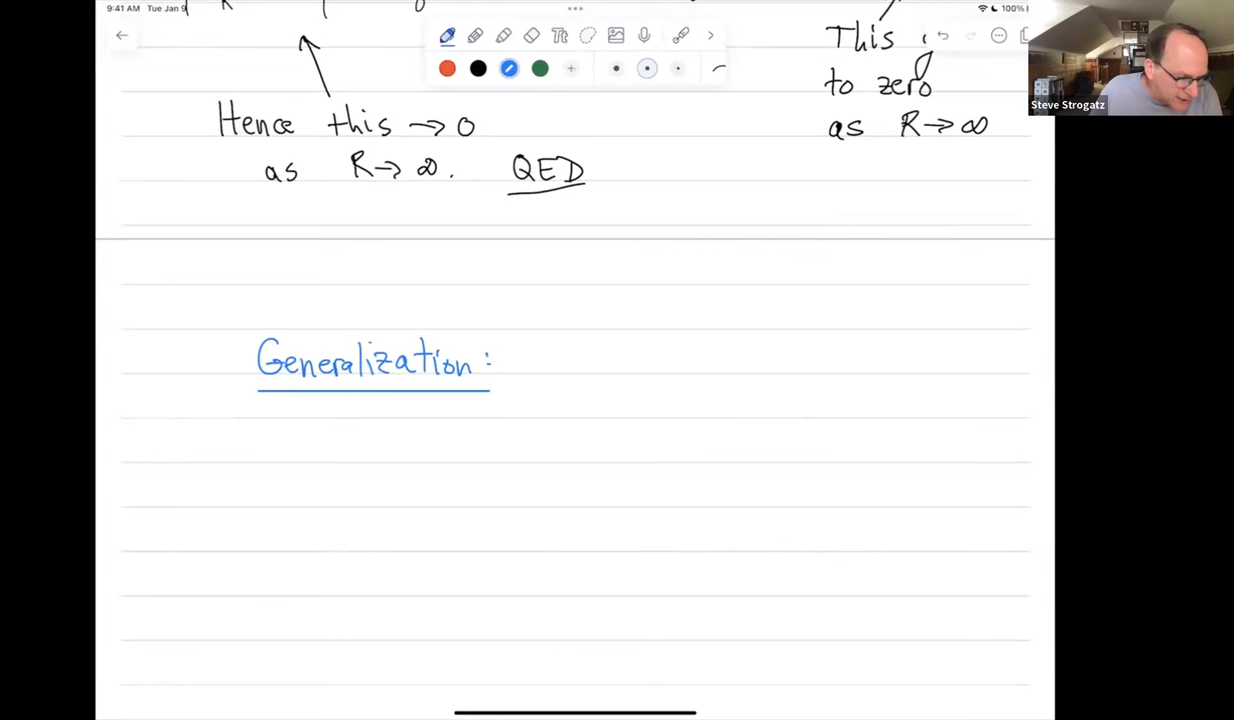 9:41 AM Tue Jan 9
100%
This
to zero
as R → ∞
Steve Strogatz
Hence this → 0
as R → ∞. QED
Generalization: